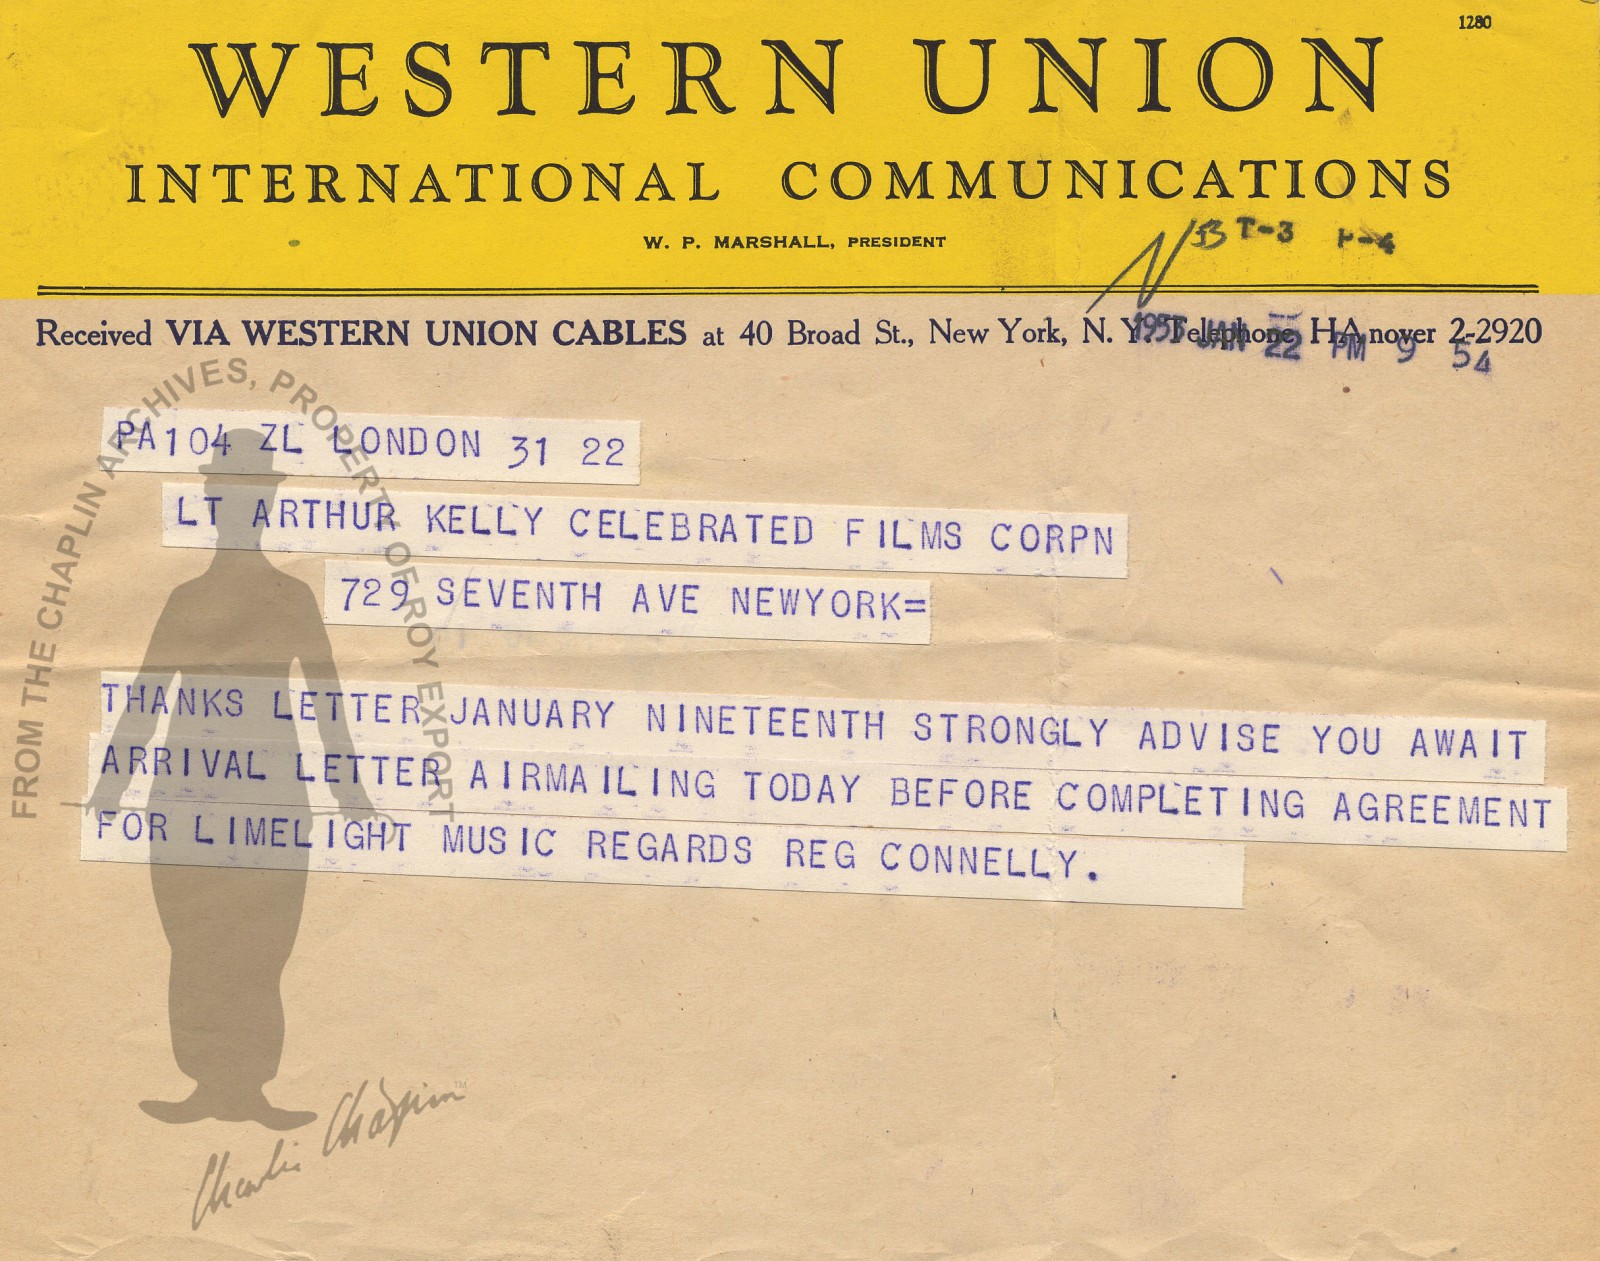 1280
WESTERN UNION
INTERNATIONAL COMMUNICATIONS
W. P. MARSHALL, PRESIDENT
T-3 P-4
Received VIA WESTERN UNION CABLES at 40 Broad St., New York, N. Y. Telephone HAnover 2-2920
JAN 22 PM 9 54
PA104 ZL LONDON 31 22
LT ARTHUR KELLY CELEBRATED FILMS CORPN
729 SEVENTH AVE NEWYORK=
THANKS LETTER JANUARY NINETEENTH STRONGLY ADVISE YOU AWAIT
ARRIVAL LETTER AIRMAILING TODAY BEFORE COMPLETING AGREEMENT
FOR LIMELIGHT MUSIC REGARDS REG CONNELLY.
FROM THE CHAPLIN ARCHIVES, PROPERTY OF ROY EXPORT
Charlie Chaplin™